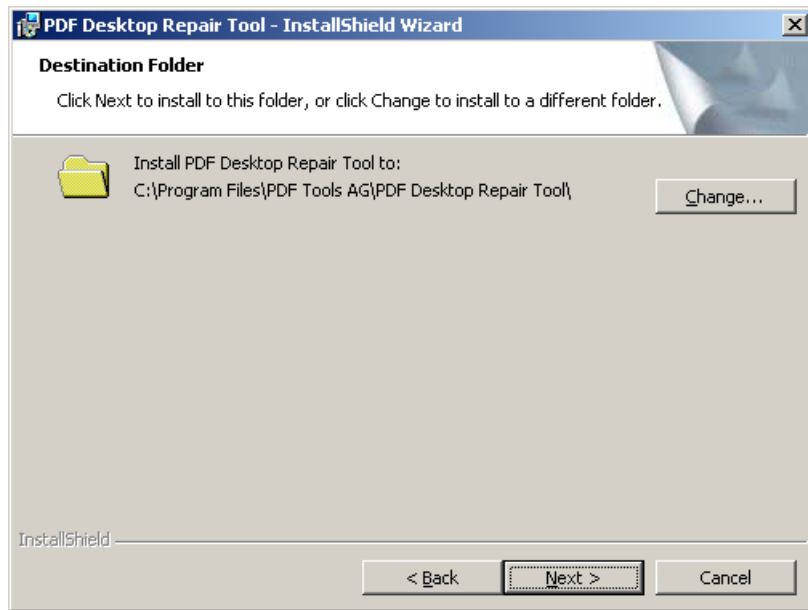 PDF Desktop Repair Tool - InstallShield Wizard
Destination Folder
Click Next to install to this folder, or click Change to install to a different folder.
Install PDF Desktop Repair Tool to:
C:\Program Files\PDF Tools AG\PDF Desktop Repair Tool\
Change...
InstallShield
< Back
Next >
Cancel